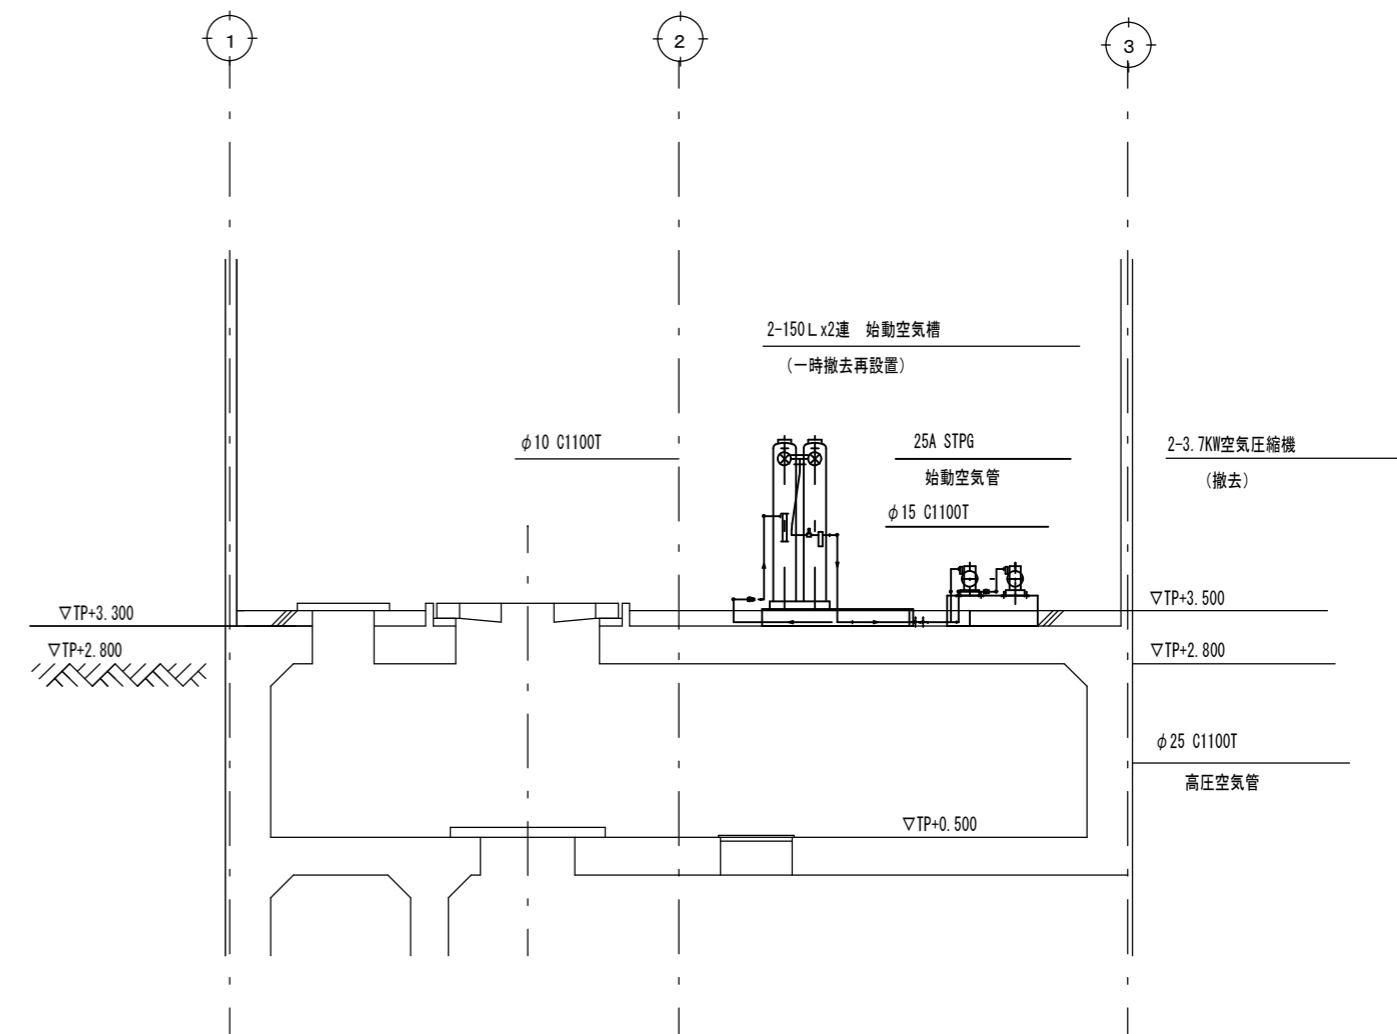 1
2
3
2-150Lx2連 始動空気槽
(一時撤去再設置)
φ10 C1100T
25A STPG
始動空気管
φ15 C1100T
2-3.7KW空気圧縮機
(撤去)
▽TP+3.300
▽TP+2.800
▽TP+3.500
▽TP+2.800
φ25 C1100T
高圧空気管
▽TP+0.500